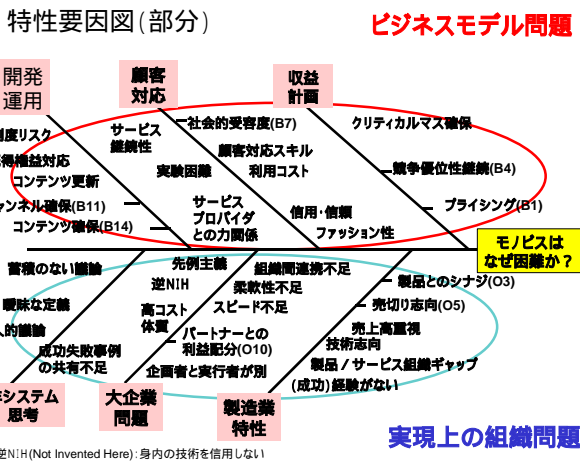 特性要因図(部分)
ビジネスモデル問題
開発
運用
顧客
対応
収益
計画
制度リスク
サービス
継続性
社会的受容度(B7)
クリティカルマス確保
得権益対応
実験困難
顧客対応スキル
利用コスト
競争優位性継続(B4)
コンテンツ更新
ャンネル確保(B11)
コンテンツ確保(B14)
サービス
プロバイダ
との力関係
信用・信頼
ファッション性
プライシング(B1)
モノビスは
なぜ困難か？
蓄積のない議論
先例主義
逆NIH
組織間連携不足
柔軟性不足
スピード不足
製品とのシナジ(O3)
曖昧な定義
高コスト
体質
売切り志向(O5)
人的議論
パートナーとの
利益配分(O10)
売上高重視
技術志向
成功失敗事例
の共有不足
企画者と実行者が別
製品／サービス組織ギャップ
(成功)経験がない
システム
思考
大企業
問題
製造業
特性
実現上の組織問題
逆NIH(Not Invented Here):身内の技術を信用しない